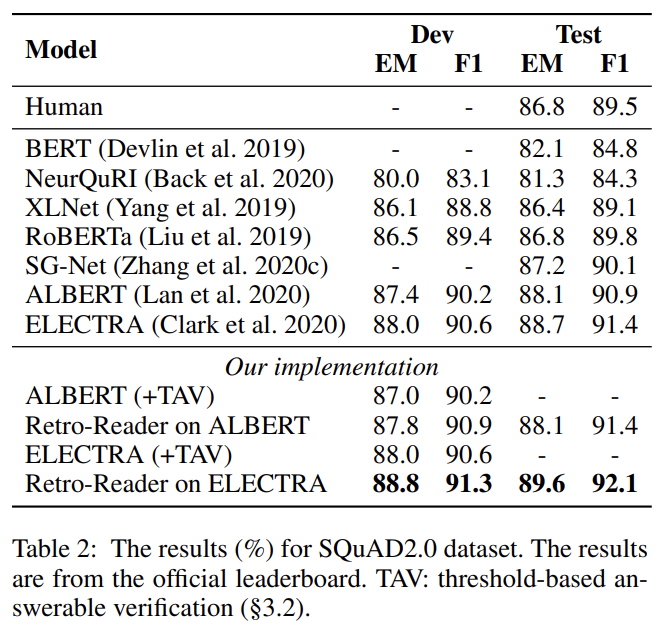 Model Dev Test
EM F1 EM F1
Human - - 86.8 89.5
BERT (Devlin et al. 2019) - - 82.1 84.8
NeurQuRI (Back et al. 2020) 80.0 83.1 81.3 84.3
XLNet (Yang et al. 2019) 86.1 88.8 86.4 89.1
RoBERTa (Liu et al. 2019) 86.5 89.4 86.8 89.8
SG-Net (Zhang et al. 2020c) - - 87.2 90.1
ALBERT (Lan et al. 2020) 87.4 90.2 88.1 90.9
ELECTRA (Clark et al. 2020) 88.0 90.6 88.7 91.4
Our implementation
ALBERT (+TAV) 87.0 90.2 - -
Retro-Reader on ALBERT 87.8 90.9 88.1 91.4
ELECTRA (+TAV) 88.0 90.6 - -
Retro-Reader on ELECTRA 88.8 91.3 89.6 92.1
Table 2: The results (%) for SQuAD2.0 dataset. The results
are from the official leaderboard. TAV: threshold-based an-
swerable verification (§3.2).